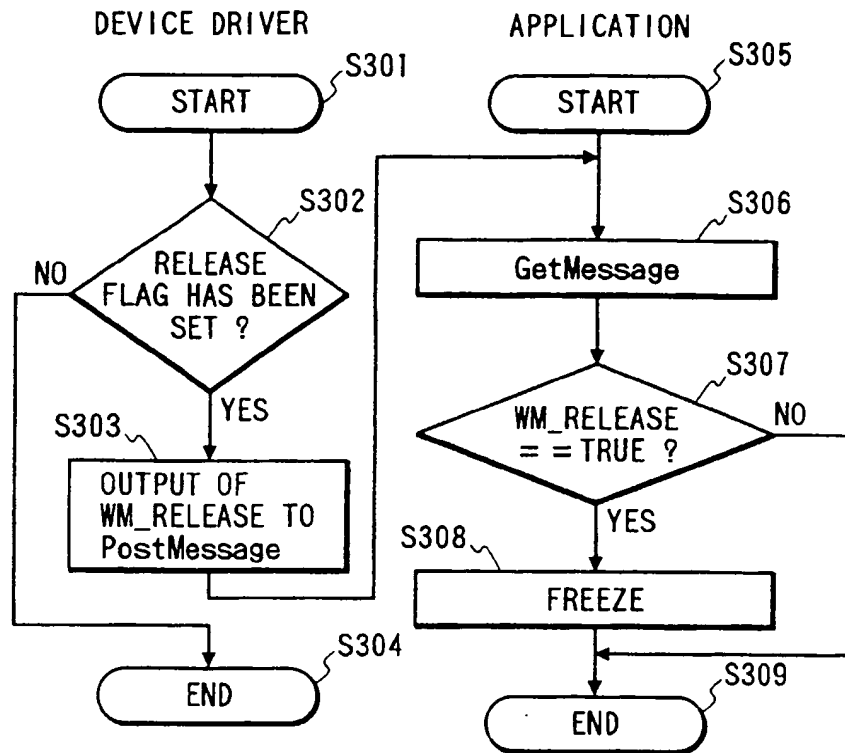 DEVICE DRIVER
START
S301
RELEASE
FLAG HAS BEEN
SET ?
S302
NO
YES
S303
OUTPUT OF
WM_RELEASE TO
PostMessage
END
S304
APPLICATION
START
S305
GetMessage
S306
WM_RELEASE
= = TRUE ?
S307
NO
YES
S308
FREEZE
END
S309